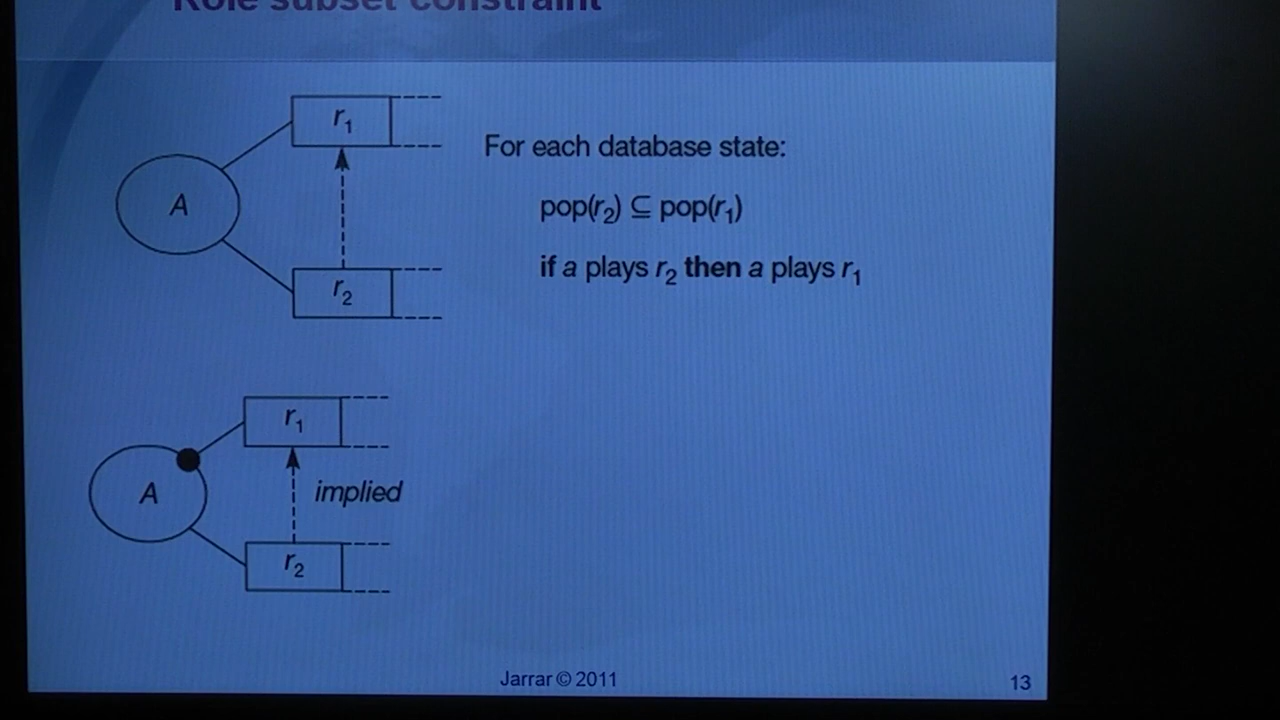 Role subset constraint
r1
For each database state:
A
pop(r2) ⊆ pop(r1)
if a plays r2 then a plays r1
r2
r1
A
implied
r2
Jarrar © 2011
13